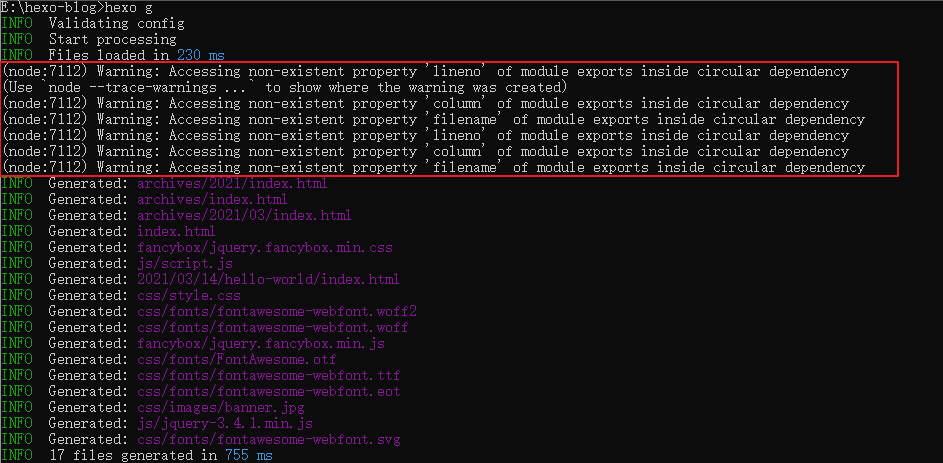 E:\hexo-blog>hexo g
INFO  Validating config
INFO  Start processing
INFO  Files loaded in 230 ms
(node:7112) Warning: Accessing non-existent property 'lineno' of module exports inside circular dependency
(Use `node --trace-warnings ...` to show where the warning was created)
(node:7112) Warning: Accessing non-existent property 'column' of module exports inside circular dependency
(node:7112) Warning: Accessing non-existent property 'filename' of module exports inside circular dependency
(node:7112) Warning: Accessing non-existent property 'lineno' of module exports inside circular dependency
(node:7112) Warning: Accessing non-existent property 'column' of module exports inside circular dependency
(node:7112) Warning: Accessing non-existent property 'filename' of module exports inside circular dependency
INFO  Generated: archives/2021/index.html
INFO  Generated: archives/index.html
INFO  Generated: archives/2021/03/index.html
INFO  Generated: index.html
INFO  Generated: fancybox/jquery.fancybox.min.css
INFO  Generated: js/script.js
INFO  Generated: 2021/03/14/hello-world/index.html
INFO  Generated: css/style.css
INFO  Generated: css/fonts/fontawesome-webfont.woff2
INFO  Generated: css/fonts/fontawesome-webfont.woff
INFO  Generated: fancybox/jquery.fancybox.min.js
INFO  Generated: css/fonts/FontAwesome.otf
INFO  Generated: css/fonts/fontawesome-webfont.ttf
INFO  Generated: css/fonts/fontawesome-webfont.eot
INFO  Generated: css/images/banner.jpg
INFO  Generated: js/jquery-3.4.1.min.js
INFO  Generated: css/fonts/fontawesome-webfont.svg
INFO  17 files generated in 755 ms